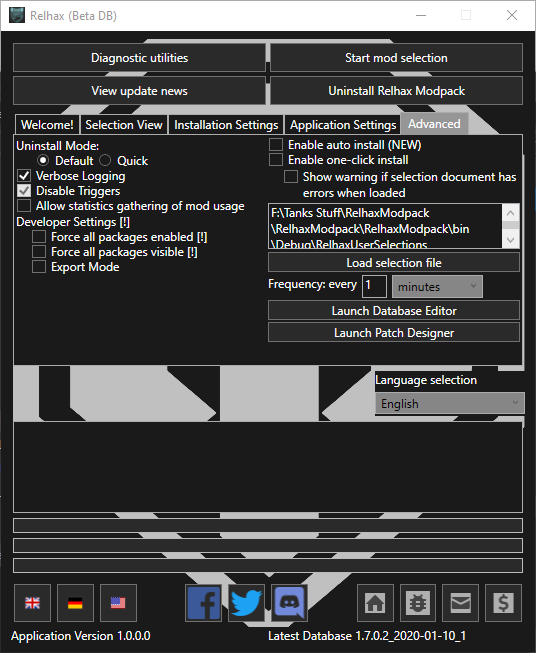 Relhax (Beta DB)
Diagnostic utilities
Start mod selection
View update news
Uninstall Relhax Modpack
Welcome!
Selection View
Installation Settings
Application Settings
Advanced
Uninstall Mode:
Default
Quick
Verbose Logging
Disable Triggers
Allow statistics gathering of mod usage
Developer Settings [!]
Force all packages enabled [!]
Force all packages visible [!]
Export Mode
Enable auto install (NEW)
Enable one-click install
Show warning if selection document has
errors when loaded
F:\Tanks Stuff\RelhaxModpack
\RelhaxModpack\RelhaxModpack\bin
\Debug\RelhaxUserSelections
Load selection file
Frequency: every 1 minutes
Launch Database Editor
Launch Patch Designer
Language selection
English
Application Version 1.0.0.0
Latest Database 1.7.0.2_2020-01-10_1